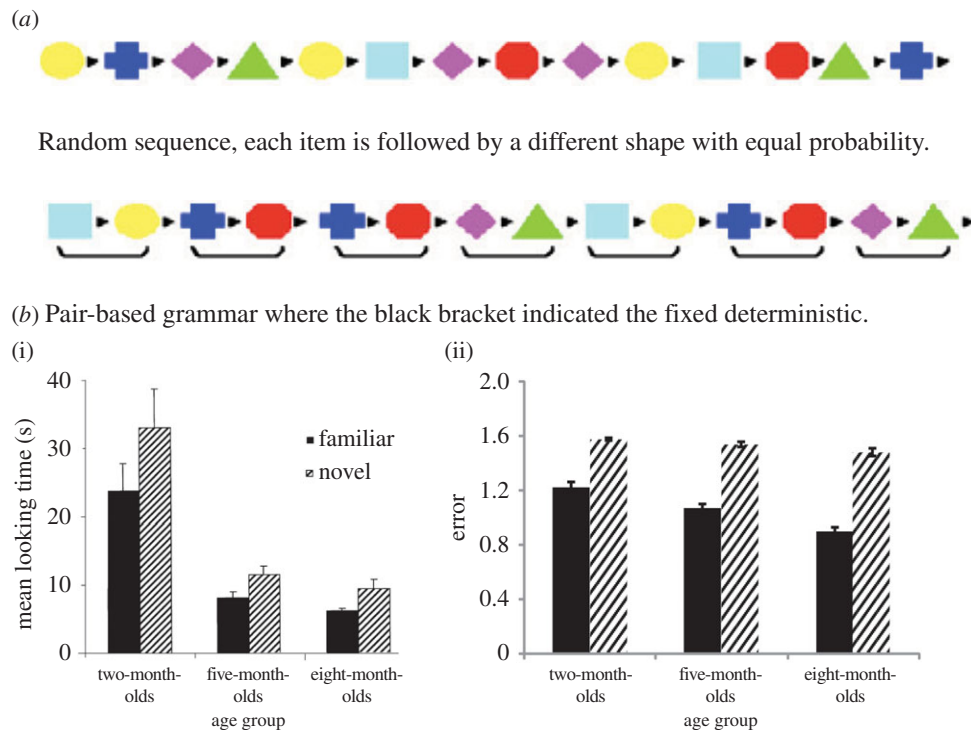 (a)
Random sequence, each item is followed by a different shape with equal probability.
(b) Pair-based grammar where the black bracket indicated the fixed deterministic.
(i)
40
30
20
10
0
mean looking time (s)
familiar
novel
two-month-
olds
five-month-
olds
eight-month-
olds
age group
(ii)
2.0
1.6
1.2
0.8
0.4
0
error
two-month-
olds
five-month-
olds
eight-month-
olds
age group